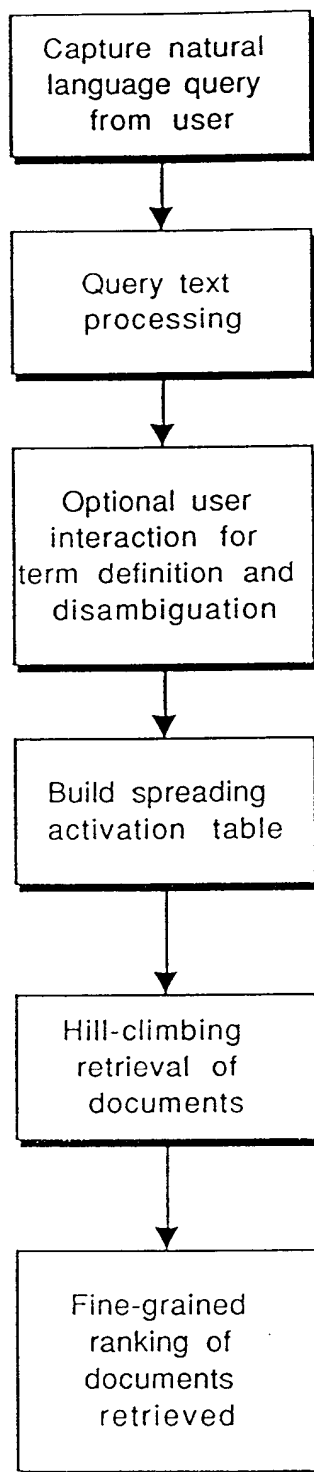 Capture natural
language query
from user
Query text
processing
Optional user
interaction for
term definition and
disambiguation
Build spreading
activation table
Hill-climbing
retrieval of
documents
Fine-grained
ranking of
documents
retrieved